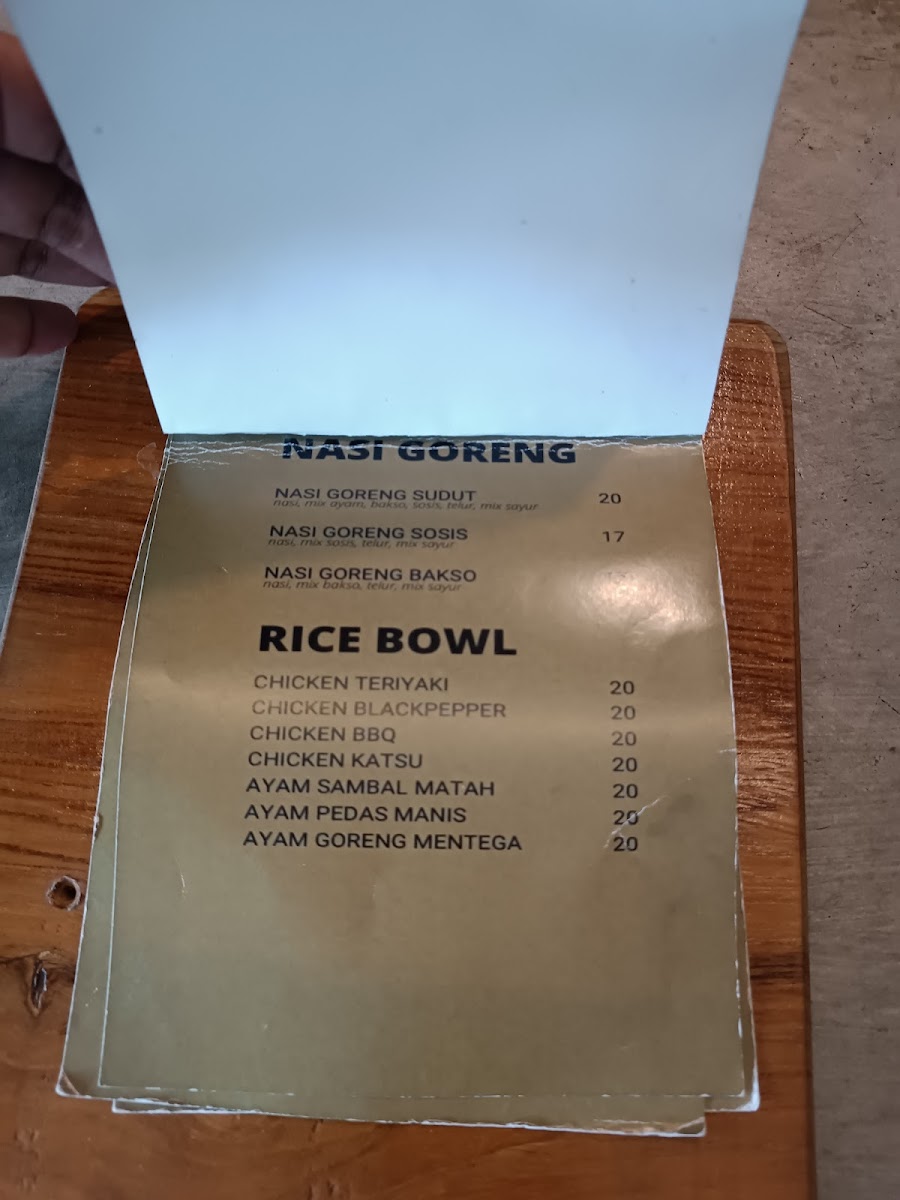 NASI GORENG
NASI GORENG SUDUT 20
nasi, mix ayam, bakso, sosis, telur, mix sayur
NASI GORENG SOSIS 17
nasi, mix sosis, telur, mix sayur
NASI GORENG BAKSO
nasi, mix bakso, telur, mix sayur
RICE BOWL
CHICKEN TERIYAKI 20
CHICKEN BLACKPEPPER 20
CHICKEN BBQ 20
CHICKEN KATSU 20
AYAM SAMBAL MATAH 20
AYAM PEDAS MANIS 20
AYAM GORENG MENTEGA 20